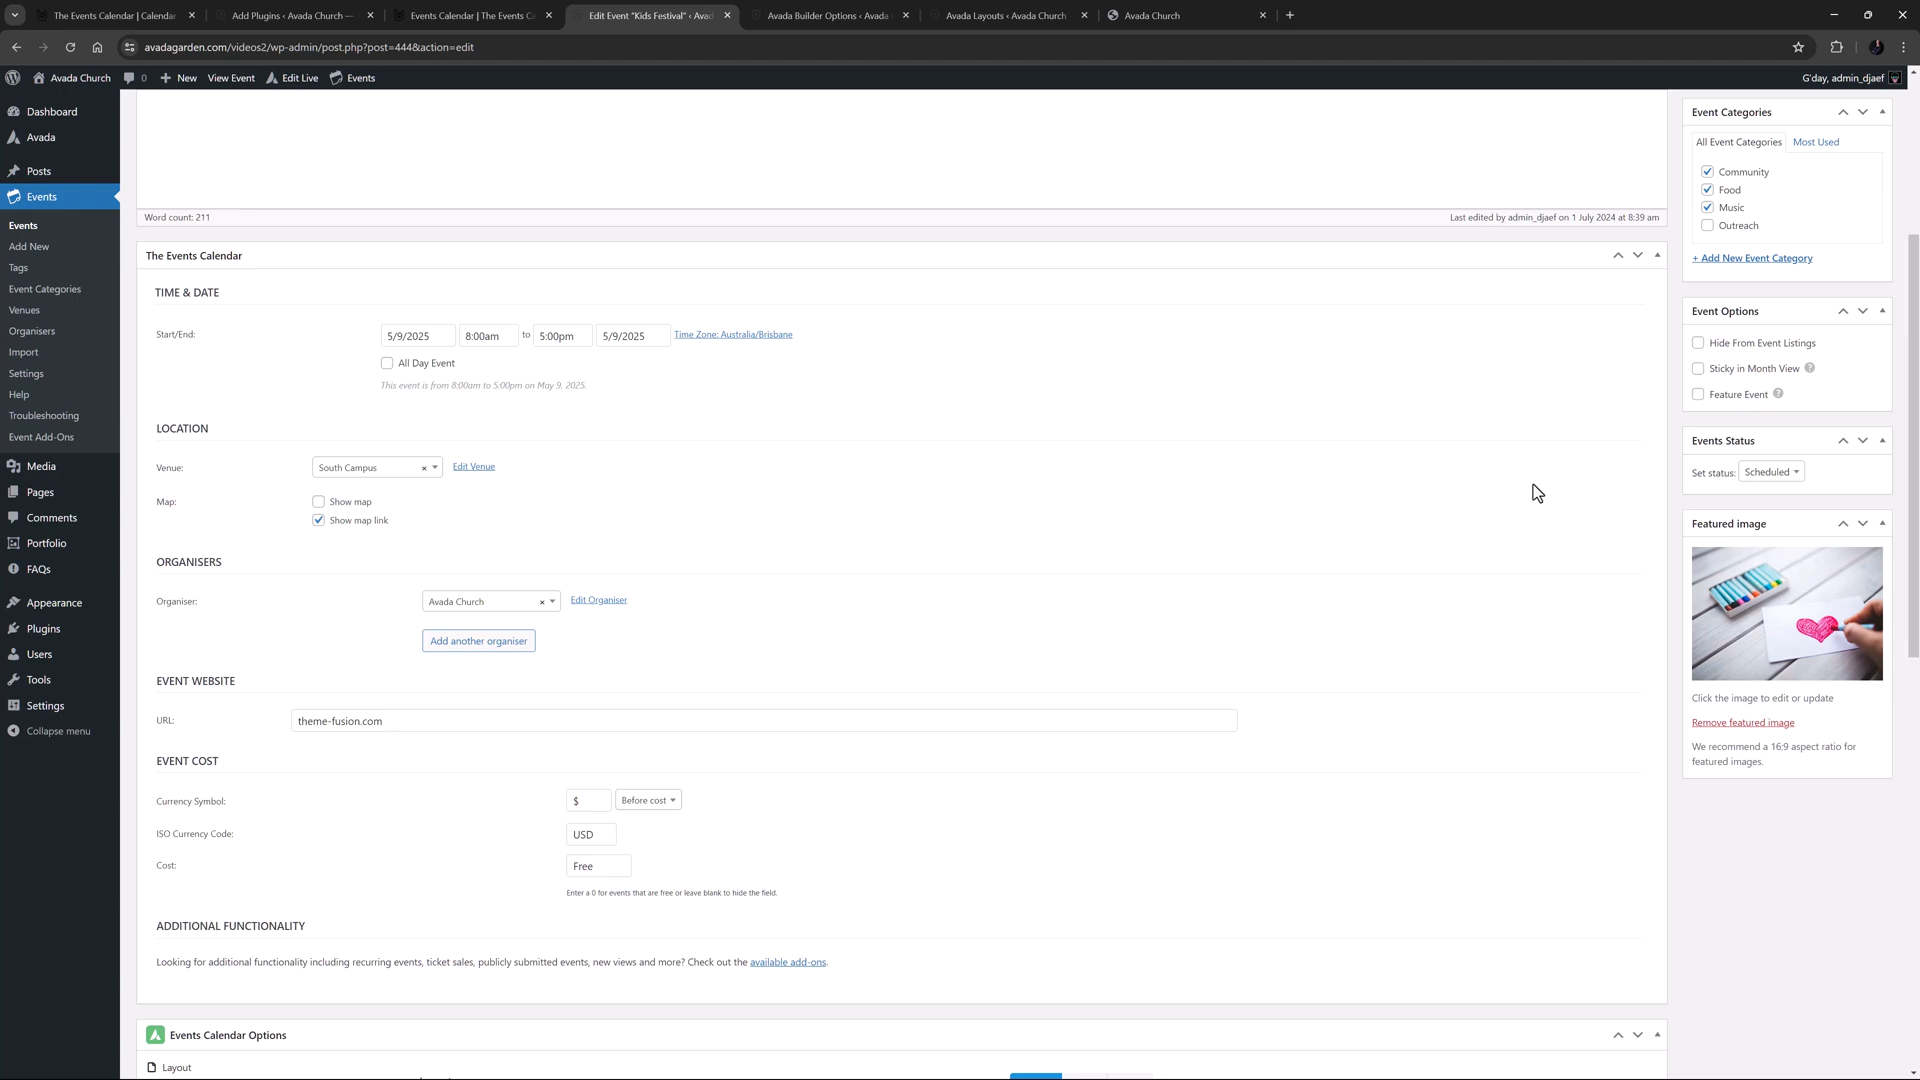 The Events Calendar | Calendar
Add Plugins ‹ Avada Church —
Events Calendar | The Events Ca
Edit Event "Kids Festival" ‹ Avad
Avada Builder Options ‹ Avada
Avada Layouts ‹ Avada Church
Avada Church
avadagarden.com/videos2/wp-admin/post.php?post=444&action=edit
Avada Church
0
New
View Event
Edit Live
Events
G'day, admin_djaef
Dashboard
Avada
Posts
Events
Events
Add New
Tags
Event Categories
Venues
Organisers
Import
Settings
Help
Troubleshooting
Event Add-Ons
Media
Pages
Comments
Portfolio
FAQs
Appearance
Plugins
Users
Tools
Settings
Collapse menu
Word count: 211
Last edited by admin_djaef on 1 July 2024 at 8:39 am
The Events Calendar
TIME & DATE
Start/End:
5/9/2025
8:00am
to
5:00pm
5/9/2025
Time Zone: Australia/Brisbane
All Day Event
This event is from 8:00am to 5:00pm on May 9, 2025.
LOCATION
Venue:
South Campus
Edit Venue
Map:
Show map
Show map link
ORGANISERS
Organiser:
Avada Church
Edit Organiser
Add another organiser
EVENT WEBSITE
URL:
theme-fusion.com
EVENT COST
Currency Symbol:
$
Before cost
ISO Currency Code:
USD
Cost:
Free
Enter a 0 for events that are free or leave blank to hide the field.
ADDITIONAL FUNCTIONALITY
Looking for additional functionality including recurring events, ticket sales, publicly submitted events, new views and more? Check out the available add-ons.
Events Calendar Options
Layout
Event Categories
All Event Categories
Most Used
Community
Food
Music
Outreach
+ Add New Event Category
Event Options
Hide From Event Listings
Sticky in Month View
Feature Event
Events Status
Set status:
Scheduled
Featured image
Click the image to edit or update
Remove featured image
We recommend a 16:9 aspect ratio for
featured images.